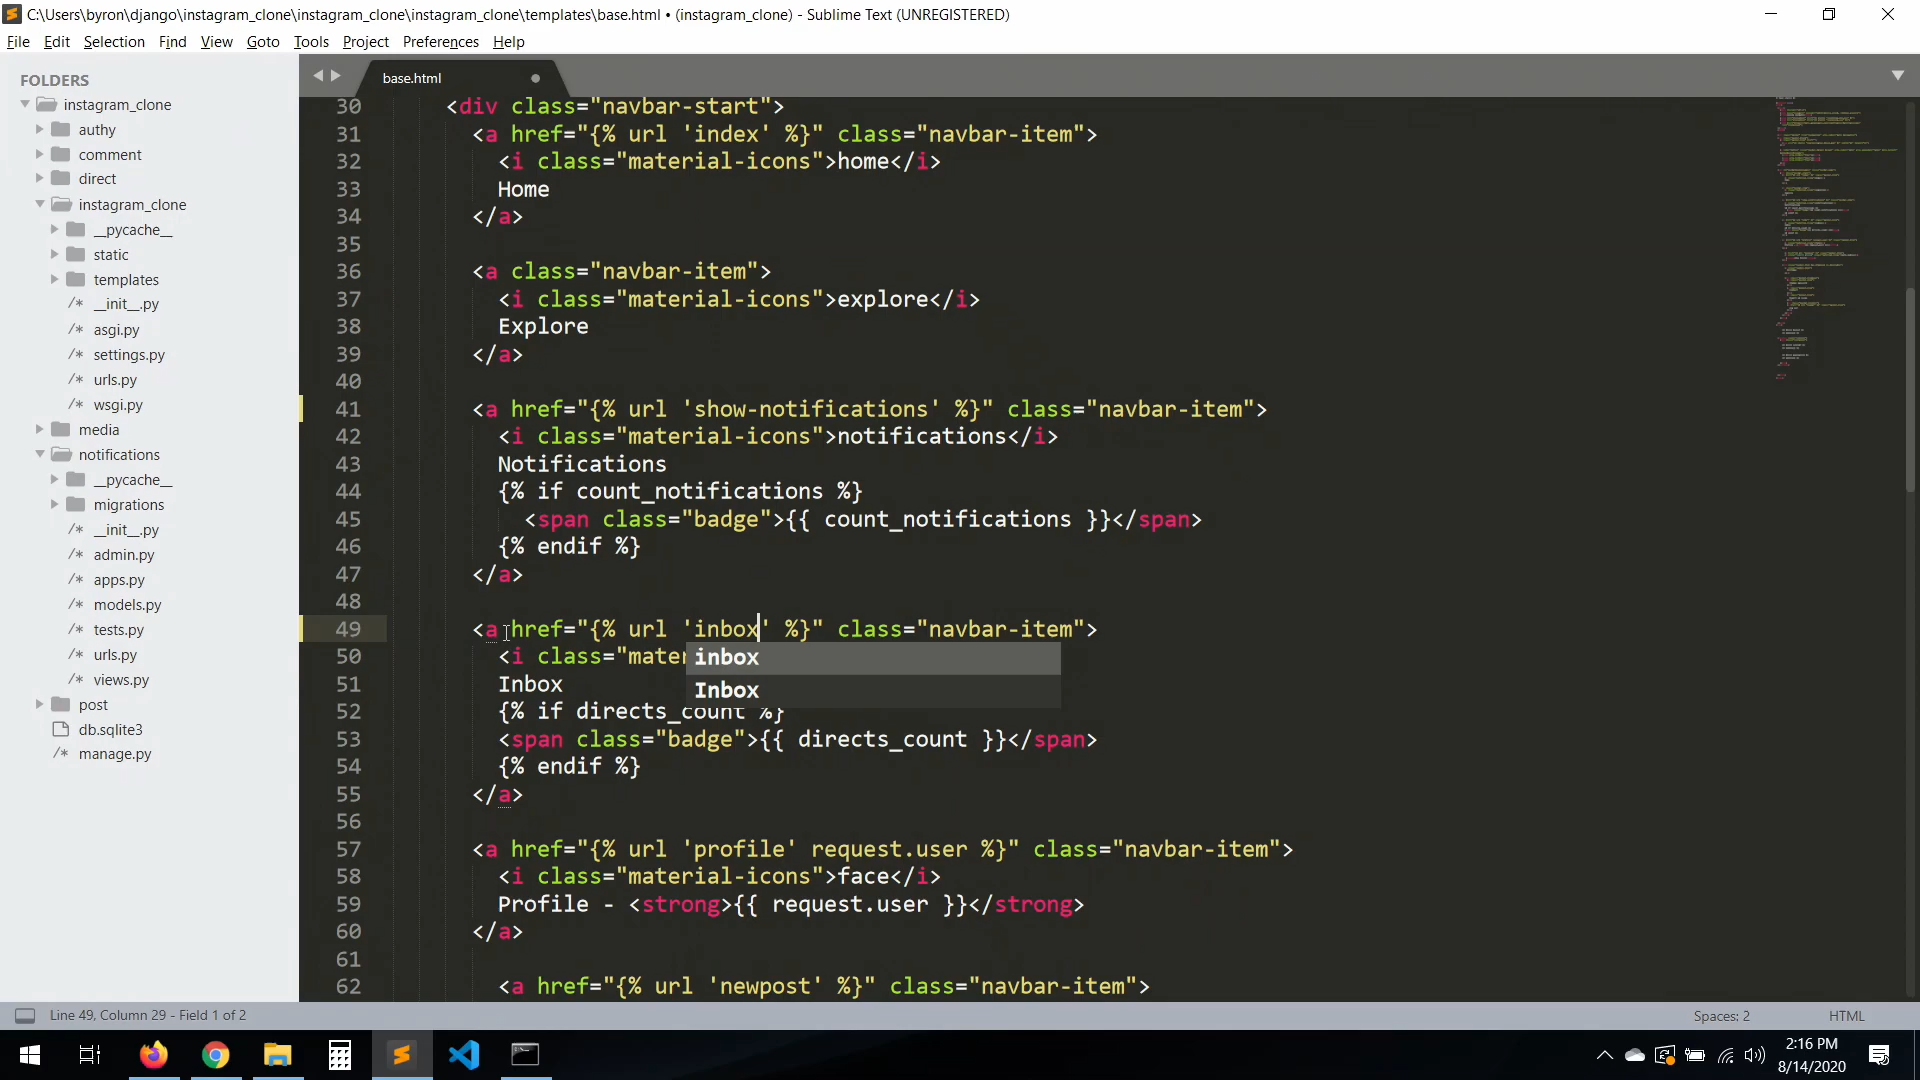 C:\Users\byron\django\instagram_clone\instagram_clone\instagram_clone\templates\base.html • (instagram_clone) - Sublime Text (UNREGISTERED)
File Edit Selection Find View Goto Tools Project Preferences Help
FOLDERS
instagram_clone
authy
comment
direct
instagram_clone
__pycache__
static
templates
/* __init__.py
/* asgi.py
/* settings.py
/* urls.py
/* wsgi.py
media
notifications
__pycache__
migrations
/* __init__.py
/* admin.py
/* apps.py
/* models.py
/* tests.py
/* urls.py
/* views.py
post
db.sqlite3
/* manage.py
base.html
30 <div class="navbar-start">
31 <a href="{% url 'index' %}" class="navbar-item">
32 <i class="material-icons">home</i>
33 Home
34 </a>
35
36 <a class="navbar-item">
37 <i class="material-icons">explore</i>
38 Explore
39 </a>
40
41 <a href="{% url 'show-notifications' %}" class="navbar-item">
42 <i class="material-icons">notifications</i>
43 Notifications
44 {% if count_notifications %}
45 <span class="badge">{{ count_notifications }}</span>
46 {% endif %}
47 </a>
48
49 <a href="{% url 'inbox' %}" class="navbar-item">
50 <i class="mater
inbox
51 Inbox
Inbox
52 {% if directs_count %}
53 <span class="badge">{{ directs_count }}</span>
54 {% endif %}
55 </a>
56
57 <a href="{% url 'profile' request.user %}" class="navbar-item">
58 <i class="material-icons">face</i>
59 Profile - <strong>{{ request.user }}</strong>
60 </a>
61
62 <a href="{% url 'newpost' %}" class="navbar-item">
Line 49, Column 29 - Field 1 of 2
Spaces: 2
HTML
2:16 PM
8/14/2020